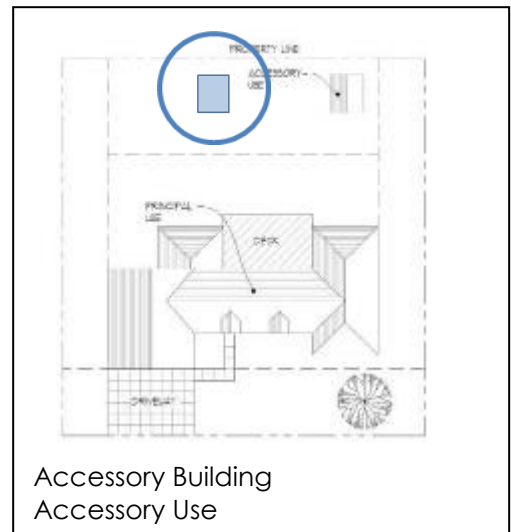 PROPERTY LINE
ACCESSORY
USE
PRINCIPAL
USE
DECK
DRIVEWAY
Accessory Building
Accessory Use